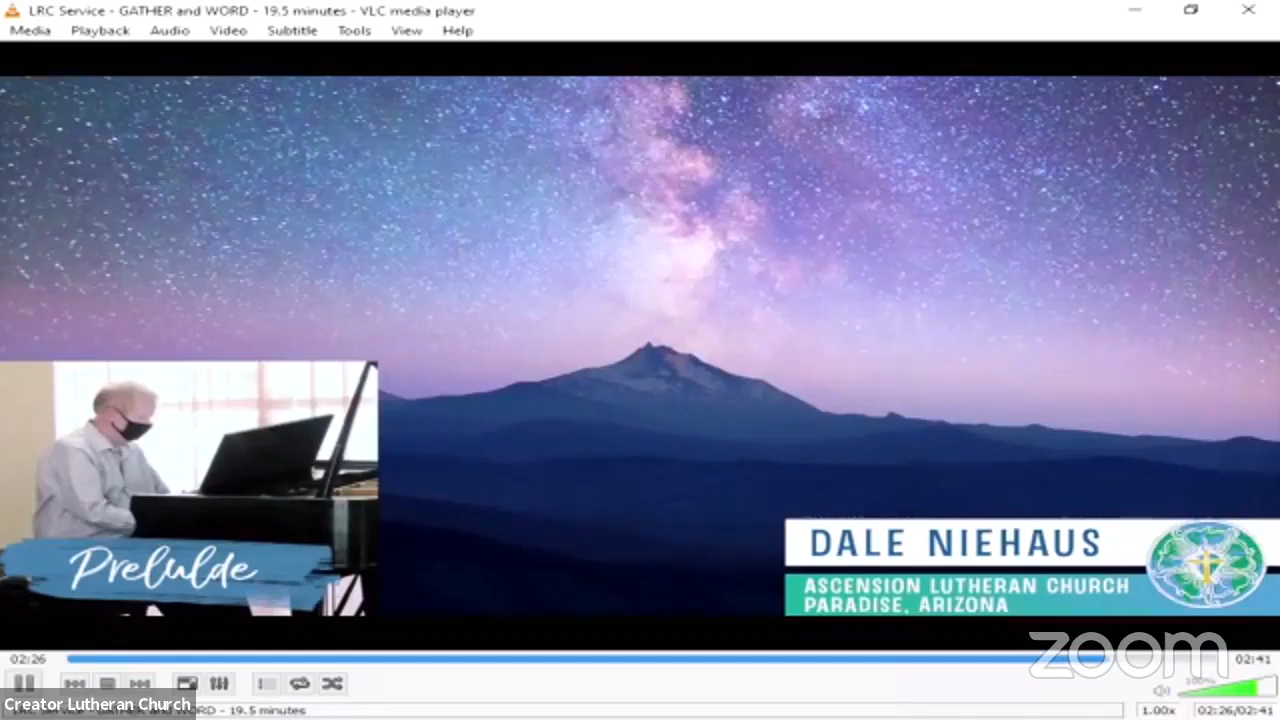 LRC Service - GATHER and WORD - 19.5 minutes - VLC media player
Media Playback Audio Video Subtitle Tools View Help
Prelulde
DALE NIEHAUS
ASCENSION LUTHERAN CHURCH
PARADISE, ARIZONA
zoom
02:26
02:41
100%
Creator Lutheran Church
WORD - 19.5 minutes
1.00x
02:26/02:41